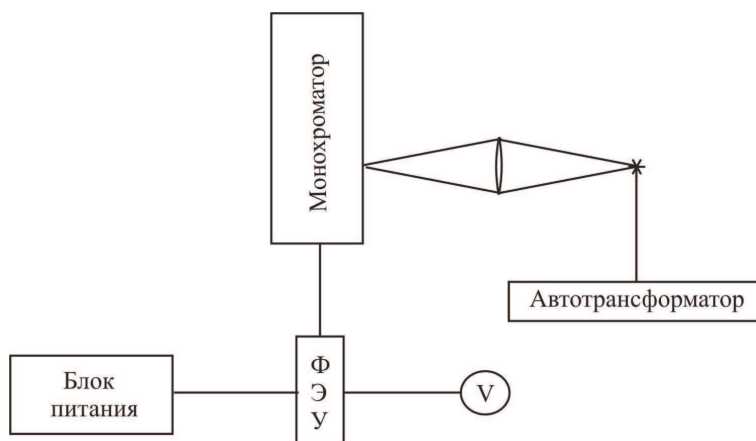 Монохроматор
Автотрансформатор
Блок
питания
Ф
Э
У
V